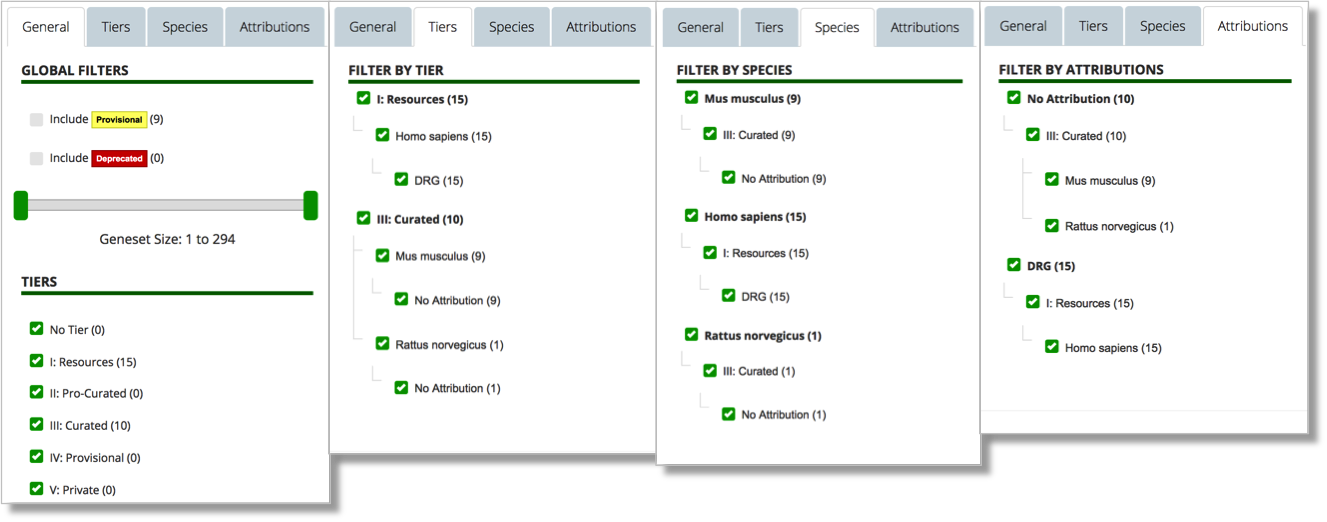 General Tiers Species Attributions
GLOBAL FILTERS
Include Provisional (9)
Include Deprecated (0)
Geneset Size: 1 to 294
TIERS
No Tier (0)
I: Resources (15)
II: Pro-Curated (0)
III: Curated (10)
IV: Provisional (0)
V: Private (0)
General Tiers Species Attributions
FILTER BY TIER
I: Resources (15)
Homo sapiens (15)
DRG (15)
III: Curated (10)
Mus musculus (9)
No Attribution (9)
Rattus norvegicus (1)
No Attribution (1)
General Tiers Species Attributions
FILTER BY SPECIES
Mus musculus (9)
III: Curated (9)
No Attribution (9)
Homo sapiens (15)
I: Resources (15)
DRG (15)
Rattus norvegicus (1)
III: Curated (1)
No Attribution (1)
General Tiers Species Attributions
FILTER BY ATTRIBUTIONS
No Attribution (10)
III: Curated (10)
Mus musculus (9)
Rattus norvegicus (1)
DRG (15)
I: Resources (15)
Homo sapiens (15)